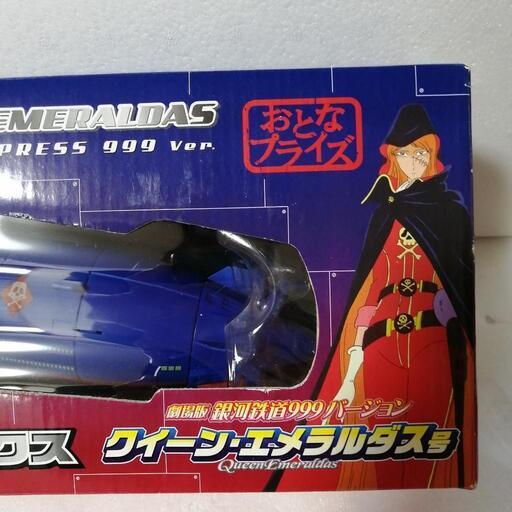 EMERALDAS
PRESS 999 Ver.
おとな
プライズ
劇場版 銀河鉄道999バージョン
クス
クイーン・エメラルダス号
Queen Emeraldas